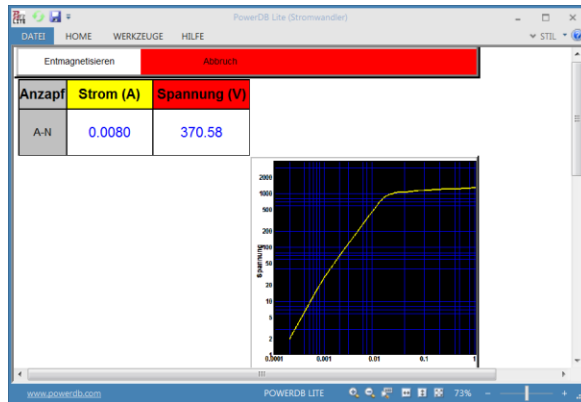 PowerDB Lite (Stromwandler)
DATEI HOME WERKZEUGE HILFE STIL
Entmagnetisieren Abbruch
Anzapf Strom (A) Spannung (V)
A-N 0.0080 370.58
2000
1000
500
200
100
50
20
10
5
2
Spannung
0.0001 0.001 0.01 0.1 1
www.powerdb.com POWERDB LITE 73%